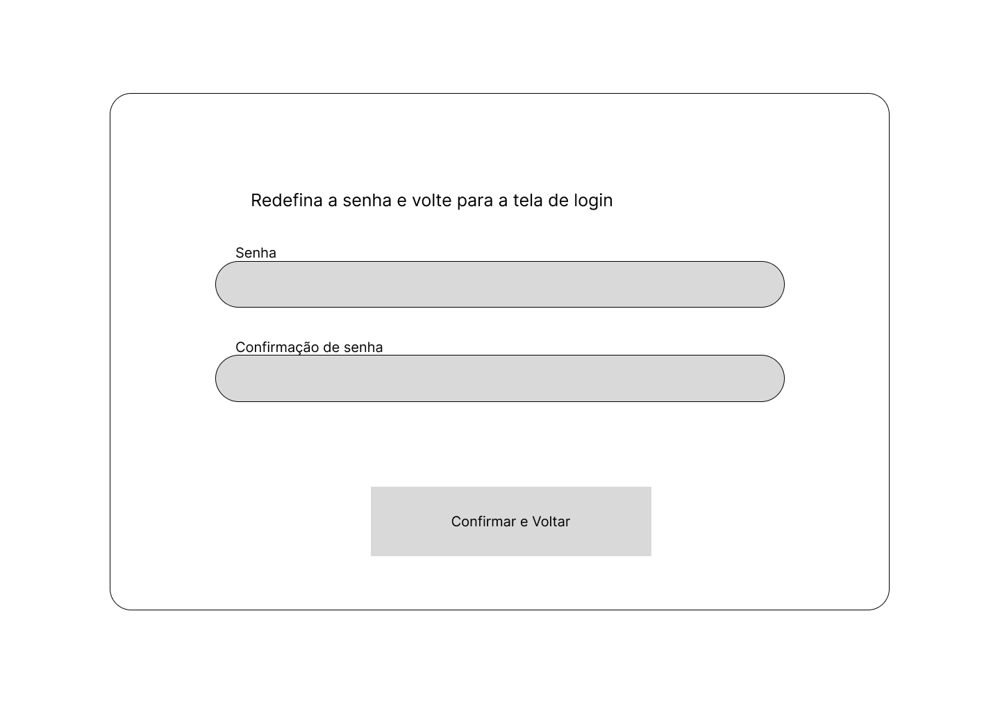 Redefina a senha e volte para a tela de login
Senha
Confirmação de senha
Confirmar e Voltar